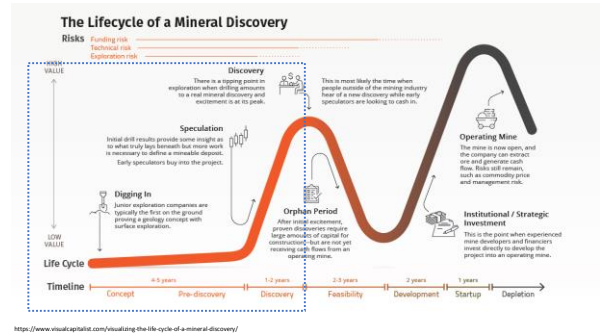 The Lifecycle of a Mineral Discovery
Risks
Funding risk
Technical risk
Exploration risk
HIGH
VALUE
Discovery
There is a tipping point in
exploration when drilling amounts
to a real mineral discovery and
excitement is at its peak.
This is most likely the time when
people outside of the mining industry
hear of a new discovery while early
speculators are looking to cash in.
Speculation
Initial drill results provide some insight as
to what truly lays beneath but more work
is necessary to define a mineable deposit.
Early speculators buy into the project.
Operating Mine
The mine is now open, and
the company can extract
ore and generate cash
flow. Risks still remain,
such as commodity price
and management risk.
Digging In
Junior exploration companies are
typically the first on the ground
proving a geology concept with
surface exploration.
Orphan Period
After initial excitement,
proven discoveries require
large amounts of capital for
construction—but are not yet
receiving cash flows from an
operating mine.
Institutional / Strategic
Investment
This is the point when experienced
mine developers and financiers
invest directly to develop the
project into an operating mine.
LOW
VALUE
Life Cycle
Timeline
4-5 years
1-2 years
2-3 years
2 years
1 years
Concept
Pre-discovery
Discovery
Feasibility
Development
Startup
Depletion
https://www.visualcapitalist.com/visualizing-the-life-cycle-of-a-mineral-discovery/